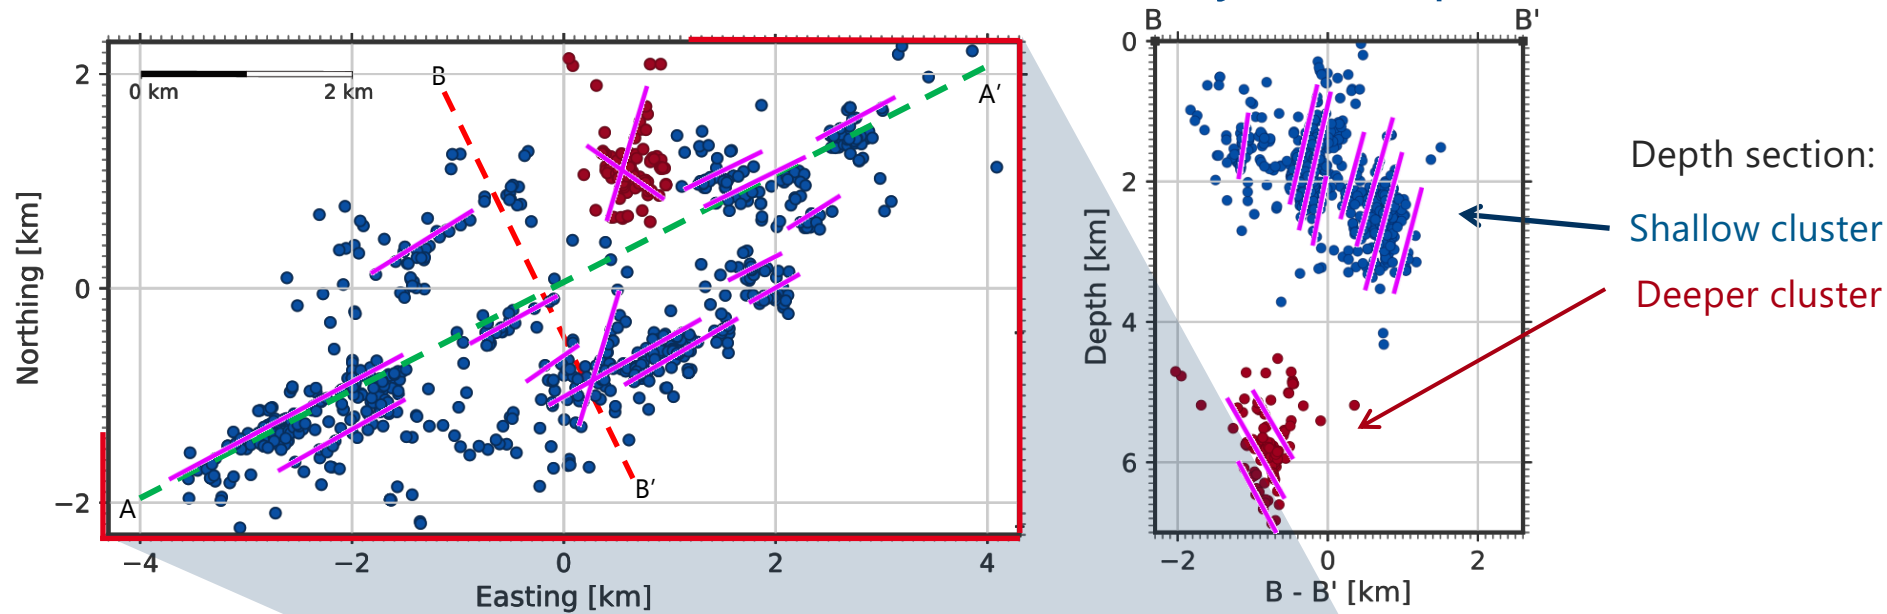 B
B'
2
0
−2
Northing [km]
0 km
2 km
B
A′
A
B′
−4
−2
0
2
4
Easting [km]
0
2
4
6
Depth [km]
−2
0
2
B - B' [km]
Depth section:
Shallow cluster
Deeper cluster